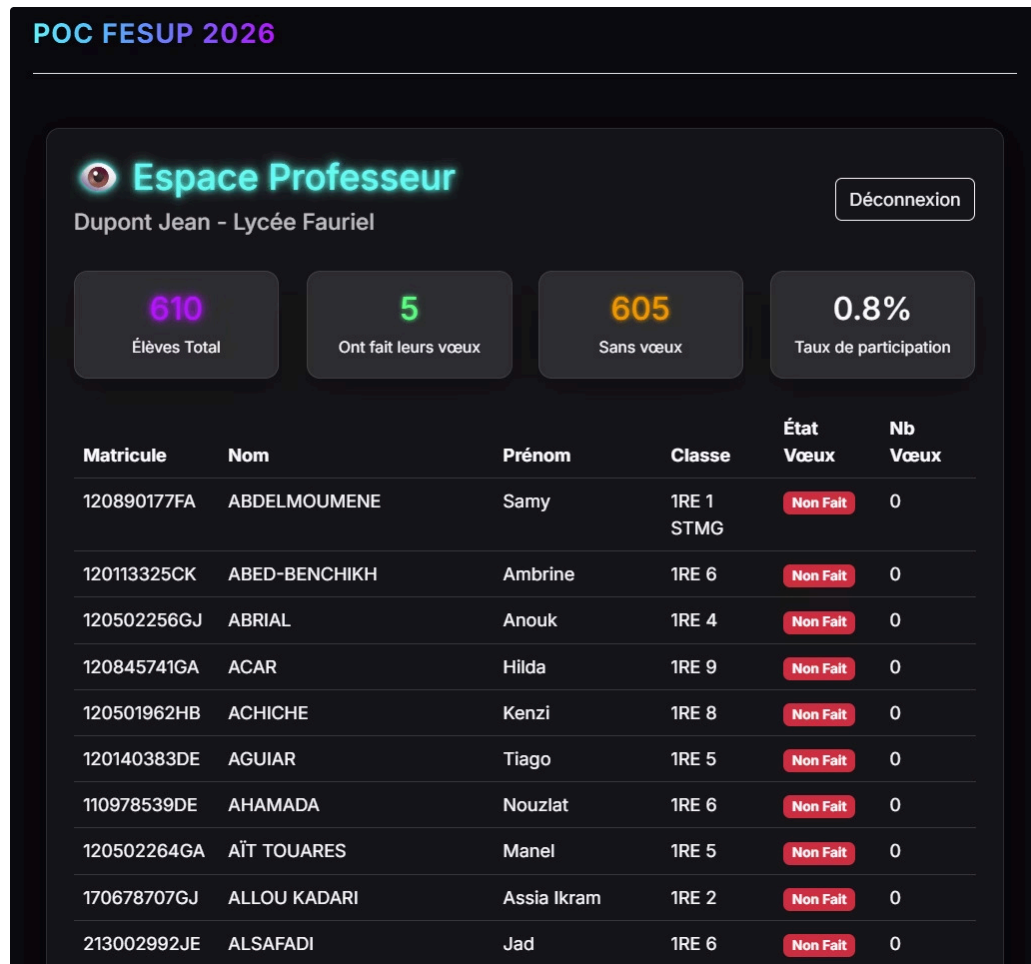 POC FESUP 2026
Espace Professeur
Déconnexion
Dupont Jean - Lycée Fauriel
610
Élèves Total
5
Ont fait leurs vœux
605
Sans vœux
0.8%
Taux de participation
Matricule Nom Prénom Classe État Vœux Nb Vœux
120890177FA ABDELMOUMENE Samy 1RE 1 STMG Non Fait 0
120113325CK ABED-BENCHIKH Ambrine 1RE 6 Non Fait 0
120502256GJ ABRIAL Anouk 1RE 4 Non Fait 0
120845741GA ACAR Hilda 1RE 9 Non Fait 0
120501962HB ACHICHE Kenzi 1RE 8 Non Fait 0
120140383DE AGUIAR Tiago 1RE 5 Non Fait 0
110978539DE AHAMADA Nouzlat 1RE 6 Non Fait 0
120502264GA AÏT TOUARES Manel 1RE 5 Non Fait 0
170678707GJ ALLOU KADARI Assia Ikram 1RE 2 Non Fait 0
213002992JE ALSAFADI Jad 1RE 6 Non Fait 0